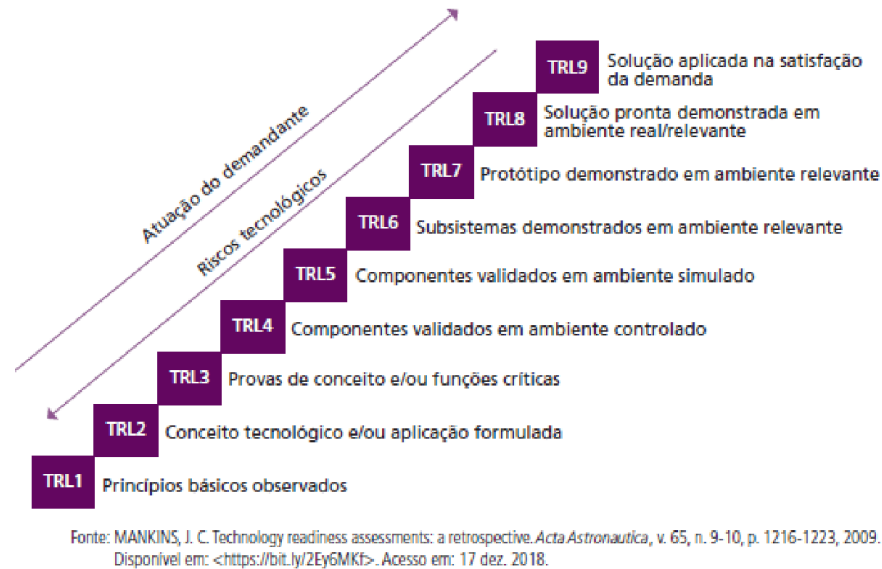 Atuação do demandante
Riscos tecnológicos
TRL9 Solução aplicada na satisfação
da demanda
TRL8 Solução pronta demonstrada em
ambiente real/relevante
TRL7 Protótipo demonstrado em ambiente relevante
TRL6 Subsistemas demonstrados em ambiente relevante
TRL5 Componentes validados em ambiente simulado
TRL4 Componentes validados em ambiente controlado
TRL3 Provas de conceito e/ou funções críticas
TRL2 Conceito tecnológico e/ou aplicação formulada
TRL1 Princípios básicos observados
Fonte: MANKINS, J. C. Technology readiness assessments: a retrospective. Acta Astronautica, v. 65, n. 9-10, p. 1216-1223, 2009.
Disponível em: <https://bit.ly/2Ey6MKf>. Acesso em: 17 dez. 2018.